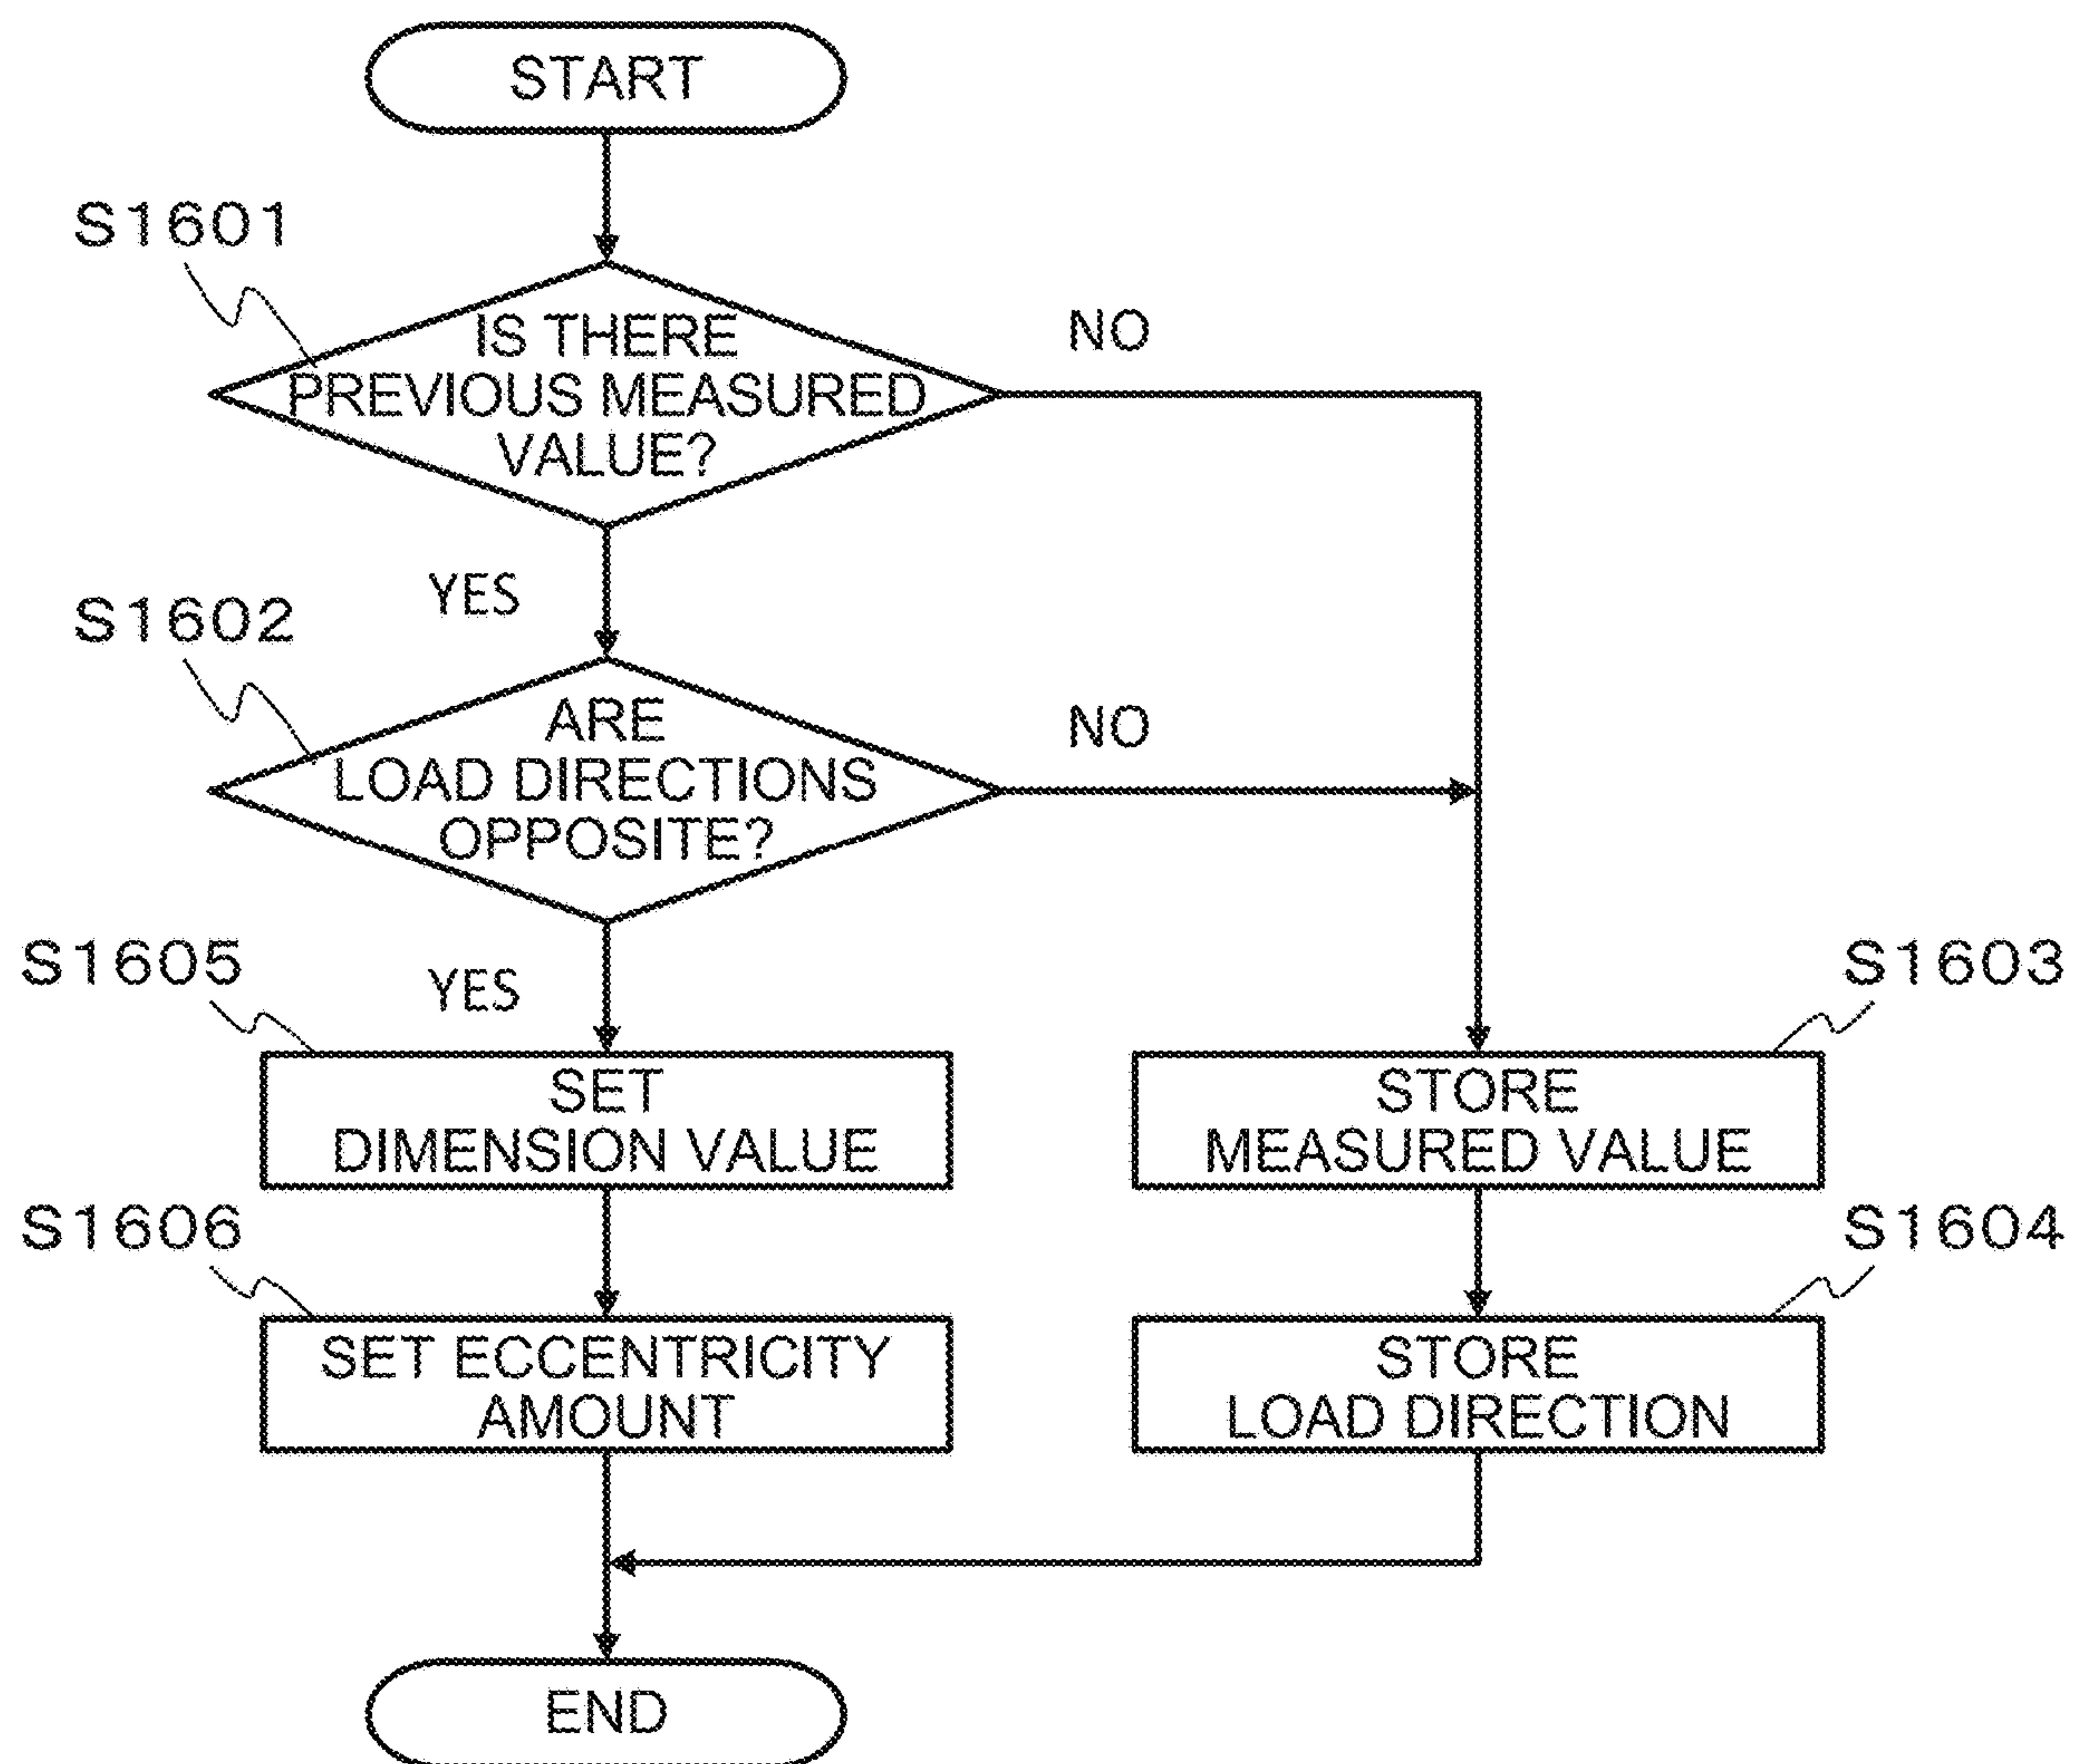 START
S1601
IS THERE
PREVIOUS MEASURED
VALUE?
NO
YES
S1602
ARE
LOAD DIRECTIONS
OPPOSITE?
NO
YES
S1605
SET
DIMENSION VALUE
S1603
STORE
MEASURED VALUE
S1606
SET ECCENTRICITY
AMOUNT
S1604
STORE
LOAD DIRECTION
END